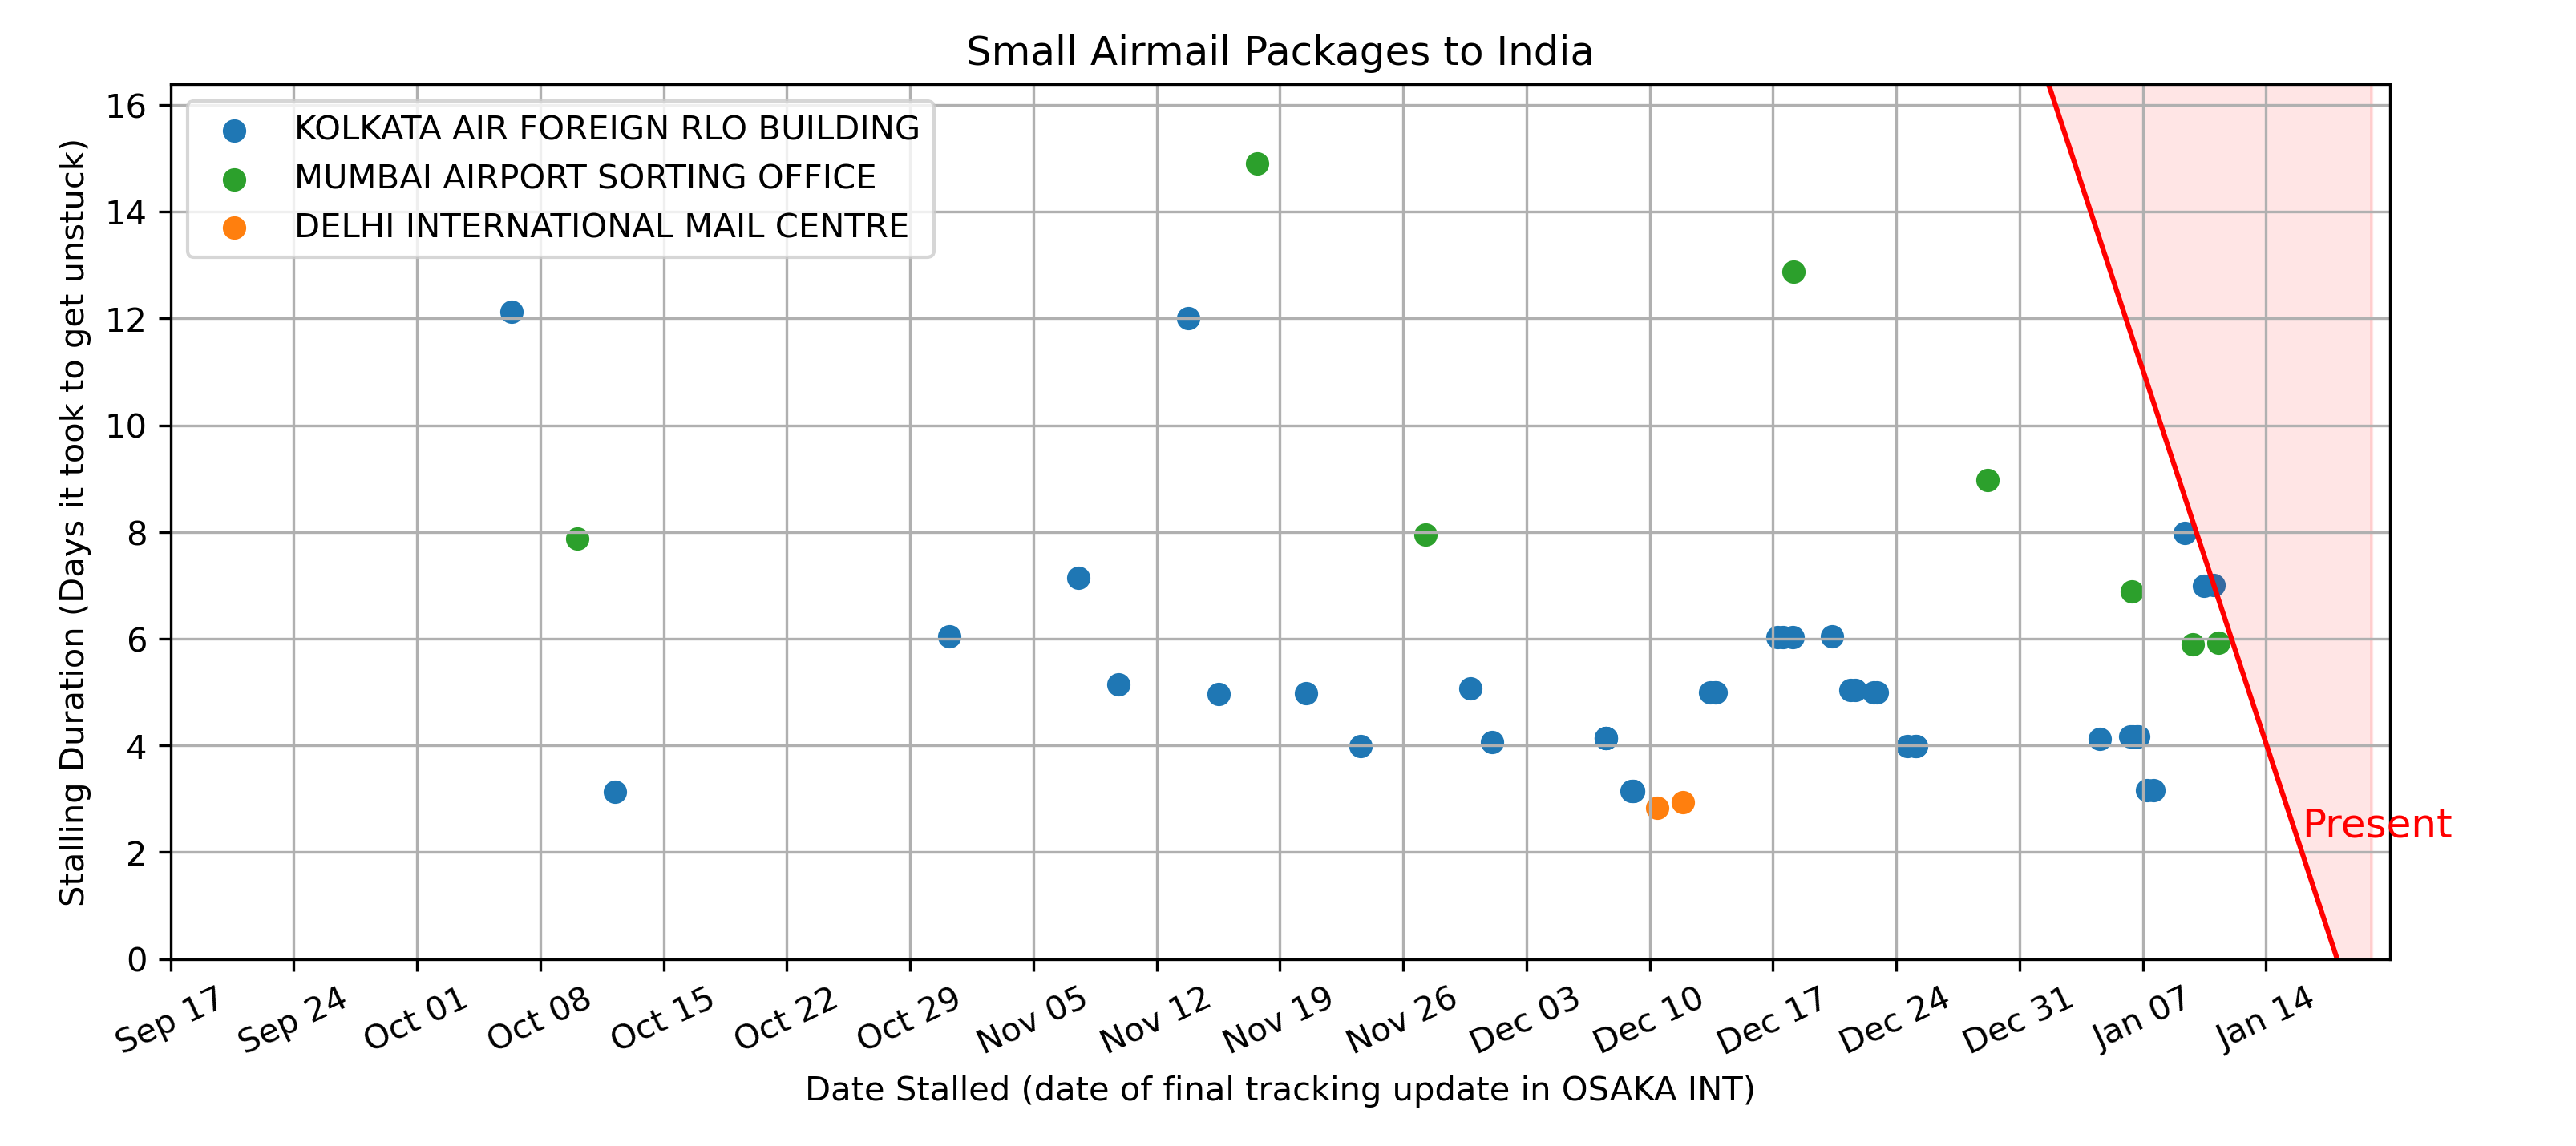 Small Airmail Packages to India
KOLKATA AIR FOREIGN RLO BUILDING
MUMBAI AIRPORT SORTING OFFICE
DELHI INTERNATIONAL MAIL CENTRE
Stalling Duration (Days it took to get unstuck)
16
14
12
10
8
6
4
2
0
Present
Sep 17
Sep 24
Oct 01
Oct 08
Oct 15
Oct 22
Oct 29
Nov 05
Nov 12
Nov 19
Nov 26
Dec 03
Dec 10
Dec 17
Dec 24
Dec 31
Jan 07
Jan 14
Date Stalled (date of final tracking update in OSAKA INT)